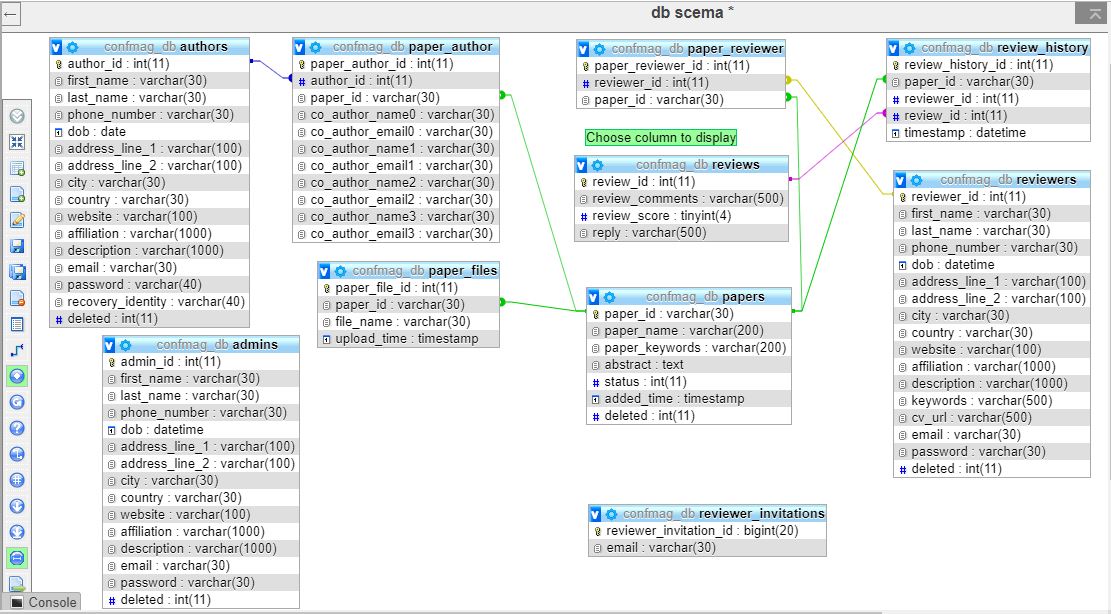 db scema *
confmag_db authors
author_id : int(11)
first_name : varchar(30)
last_name : varchar(30)
phone_number : varchar(30)
dob : date
address_line_1 : varchar(100)
address_line_2 : varchar(100)
city : varchar(30)
country : varchar(30)
website : varchar(100)
affiliation : varchar(1000)
description : varchar(1000)
email : varchar(30)
password : varchar(40)
recovery_identity : varchar(40)
deleted : int(11)
confmag_db paper_author
paper_author_id : int(11)
author_id : int(11)
paper_id : varchar(30)
co_author_name0 : varchar(30)
co_author_email0 : varchar(30)
co_author_name1 : varchar(30)
co_author_email1 : varchar(30)
co_author_name2 : varchar(30)
co_author_email2 : varchar(30)
co_author_name3 : varchar(30)
co_author_email3 : varchar(30)
confmag_db paper_reviewer
paper_reviewer_id : int(11)
reviewer_id : int(11)
paper_id : varchar(30)
confmag_db review_history
review_history_id : int(11)
paper_id : varchar(30)
reviewer_id : int(11)
review_id : int(11)
timestamp : datetime
Choose column to display
confmag_db reviews
review_id : int(11)
review_comments : varchar(500)
review_score : tinyint(4)
reply : varchar(500)
confmag_db reviewers
reviewer_id : int(11)
first_name : varchar(30)
last_name : varchar(30)
phone_number : varchar(30)
dob : datetime
address_line_1 : varchar(100)
address_line_2 : varchar(100)
city : varchar(30)
country : varchar(30)
website : varchar(100)
affiliation : varchar(1000)
description : varchar(1000)
keywords : varchar(500)
cv_url : varchar(500)
email : varchar(30)
password : varchar(30)
deleted : int(11)
confmag_db paper_files
paper_file_id : int(11)
paper_id : varchar(30)
file_name : varchar(30)
upload_time : timestamp
confmag_db papers
paper_id : varchar(30)
paper_name : varchar(200)
paper_keywords : varchar(200)
abstract : text
status : int(11)
added_time : timestamp
deleted : int(11)
confmag_db admins
admin_id : int(11)
first_name : varchar(30)
last_name : varchar(30)
phone_number : varchar(30)
dob : datetime
address_line_1 : varchar(100)
address_line_2 : varchar(100)
city : varchar(30)
country : varchar(30)
website : varchar(100)
affiliation : varchar(1000)
description : varchar(1000)
email : varchar(30)
password : varchar(30)
deleted : int(11)
confmag_db reviewer_invitations
reviewer_invitation_id : bigint(20)
email : varchar(30)
Console